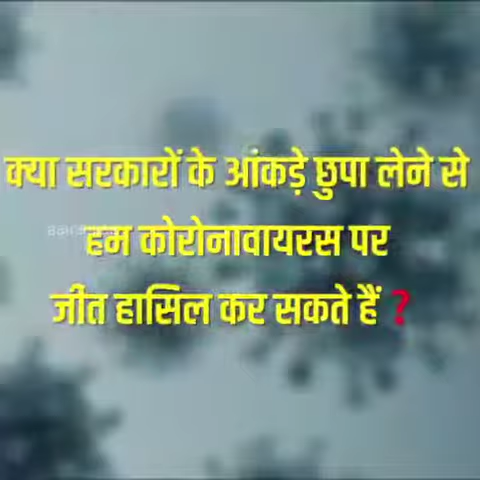 क्या सरकारों के आंकड़े छुपा लेने से
हम कोरोनावायरस पर
जीत हासिल कर सकते हैं ?